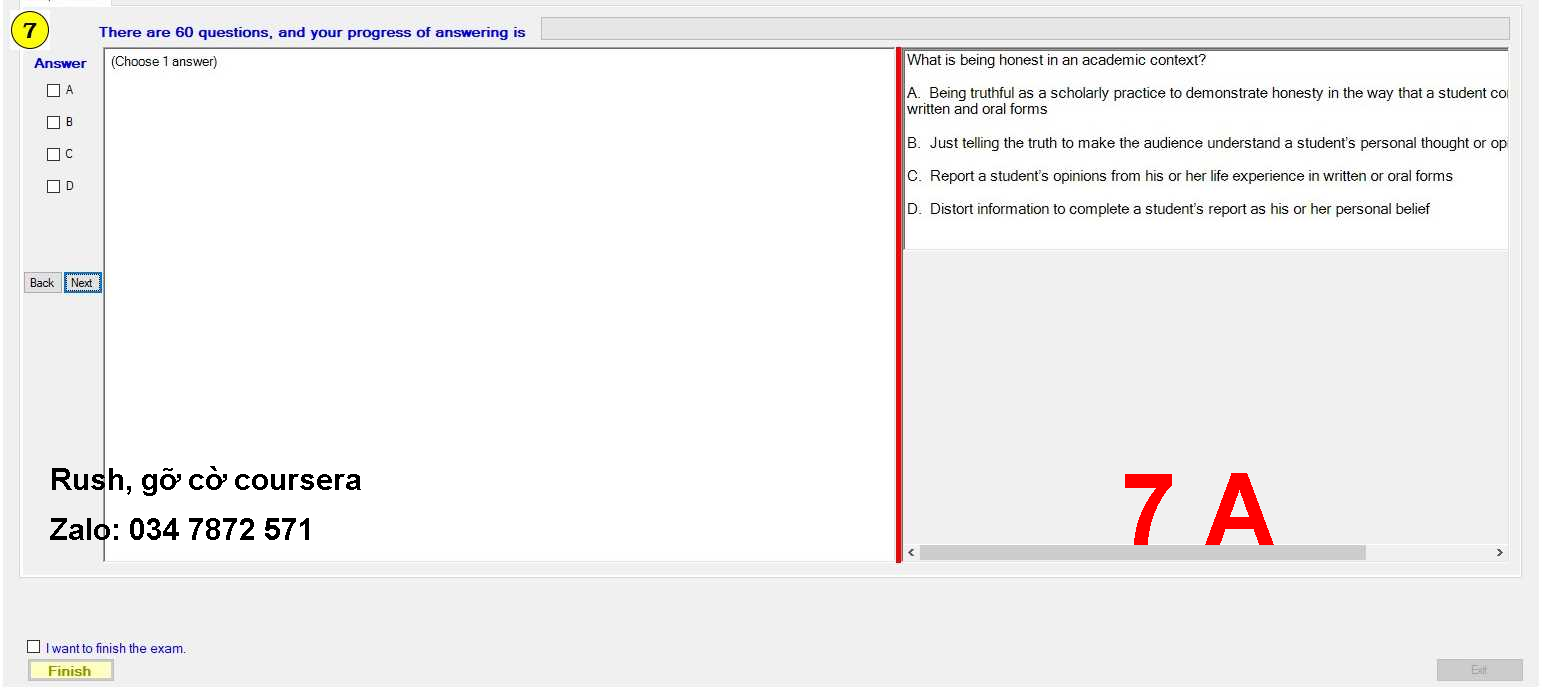 7
There are 60 questions, and your progress of answering is
Answer
(Choose 1 answer)
A
B
C
D
Back
Next
What is being honest in an academic context?
A. Being truthful as a scholarly practice to demonstrate honesty in the way that a student
written and oral forms
B. Just telling the truth to make the audience understand a student's personal thought or
C. Report a student's opinions from his or her life experience in written or oral forms
D. Distort information to complete a student's report as his or her personal belief
Rush, gỡ cờ coursera
Zalo: 034 7872 571
7 A
I want to finish the exam.
Finish
Exit